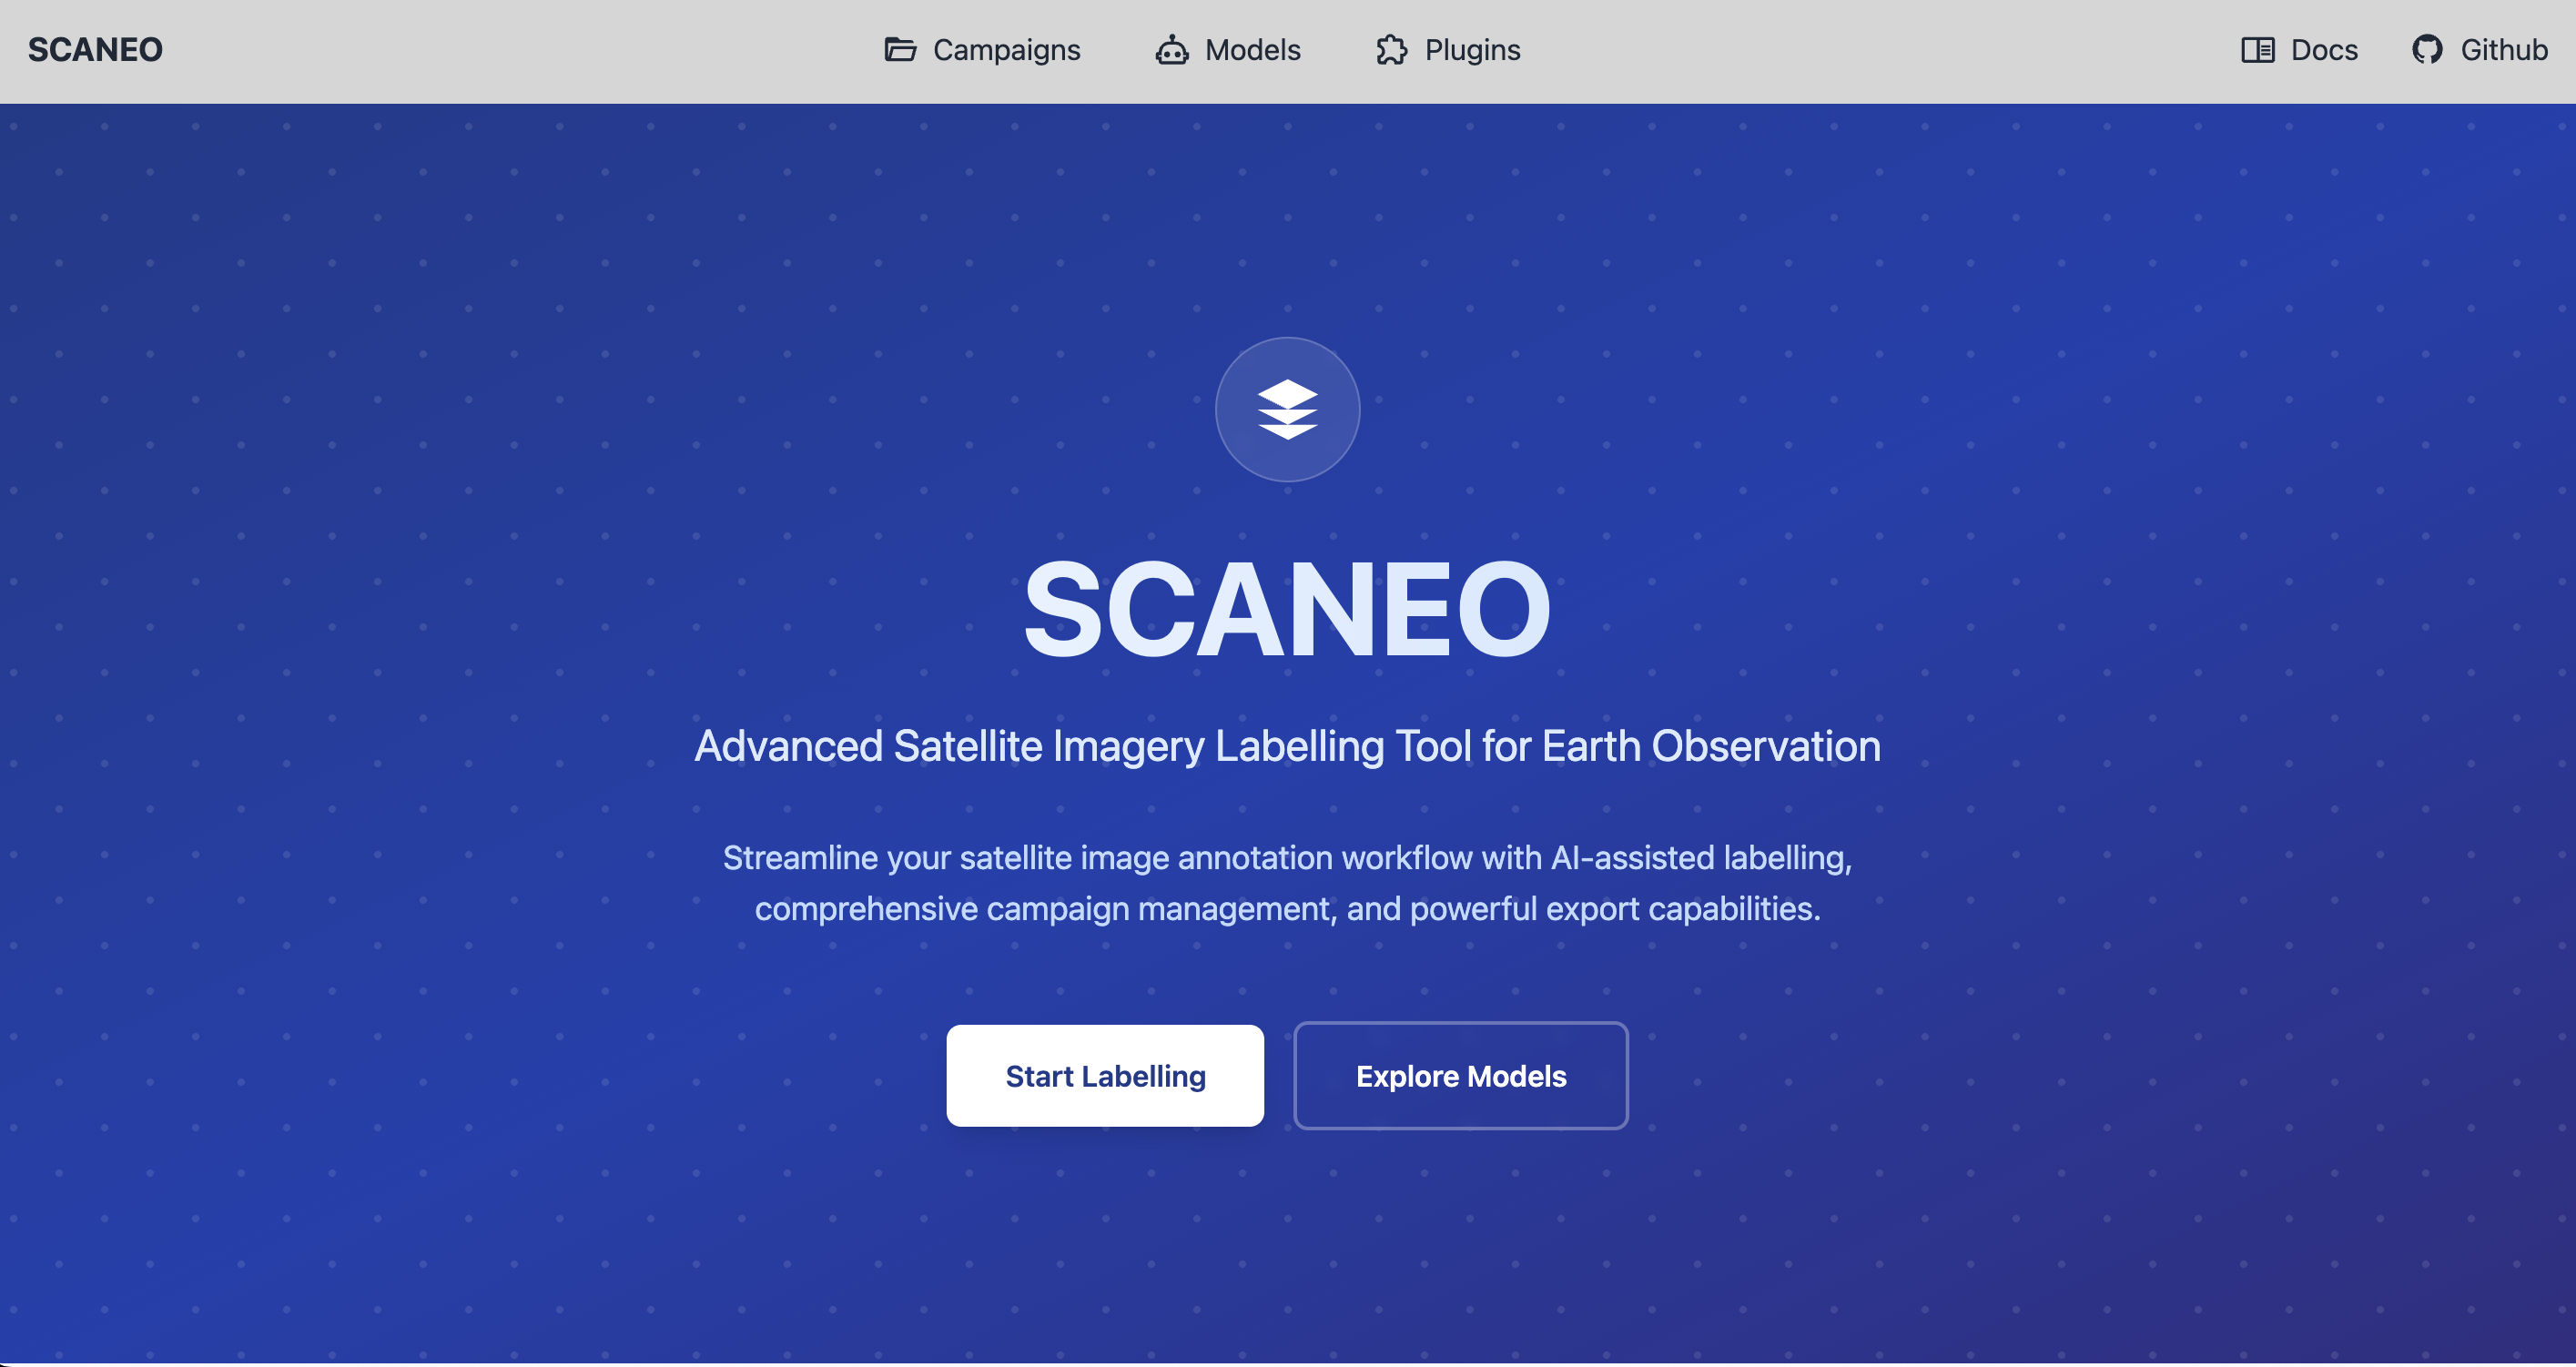 SCANEO
Campaigns
Models
Plugins
Docs
Github
SCANEO
Advanced Satellite Imagery Labelling Tool for Earth Observation
Streamline your satellite image annotation workflow with AI-assisted labelling,
comprehensive campaign management, and powerful export capabilities.
Start Labelling
Explore Models